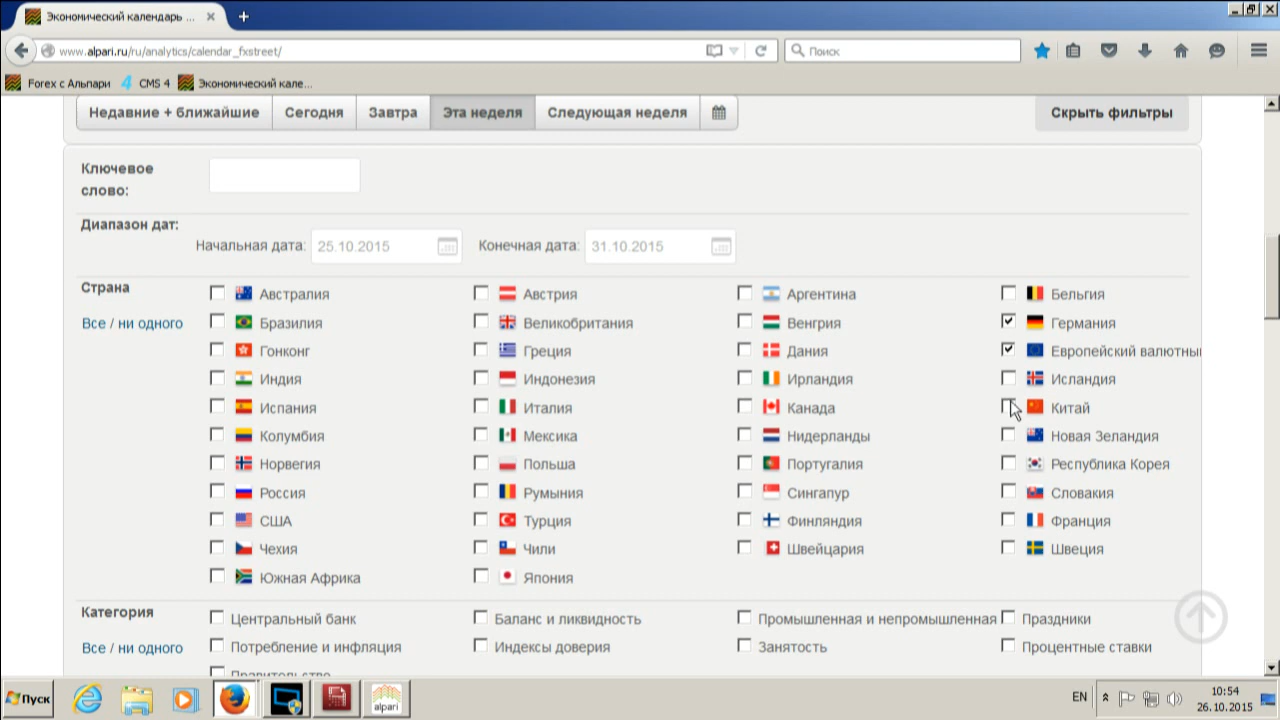 Экономический календарь ...
www.alpari.ru/ru/analytics/calendar_fxstreet/
Поиск
Forex с Альпари CMS 4 Экономический кале...
Недавние + ближайшие Сегодня Завтра Эта неделя Следующая неделя Скрыть фильтры
Ключевое
слово:
Диапазон дат:
Начальная дата: 25.10.2015 Конечная дата: 31.10.2015
Страна
Все / ни одного
Австралия Австрия Аргентина Бельгия
Бразилия Великобритания Венгрия Германия
Гонконг Греция Дания Европейский валютны
Индия Индонезия Ирландия Исландия
Испания Италия Канада Китай
Колумбия Мексика Нидерланды Новая Зеландия
Норвегия Польша Португалия Республика Корея
Россия Румыния Сингапур Словакия
США Турция Финляндия Франция
Чехия Чили Швейцария Швеция
Южная Африка Япония
Категория
Все / ни одного
Центральный банк Баланс и ликвидность Промышленная и непромышленная Праздники
Потребление и инфляция Индексы доверия Занятость Процентные ставки
Правительство
Пуск
alpari
EN
10:54
26.10.2015